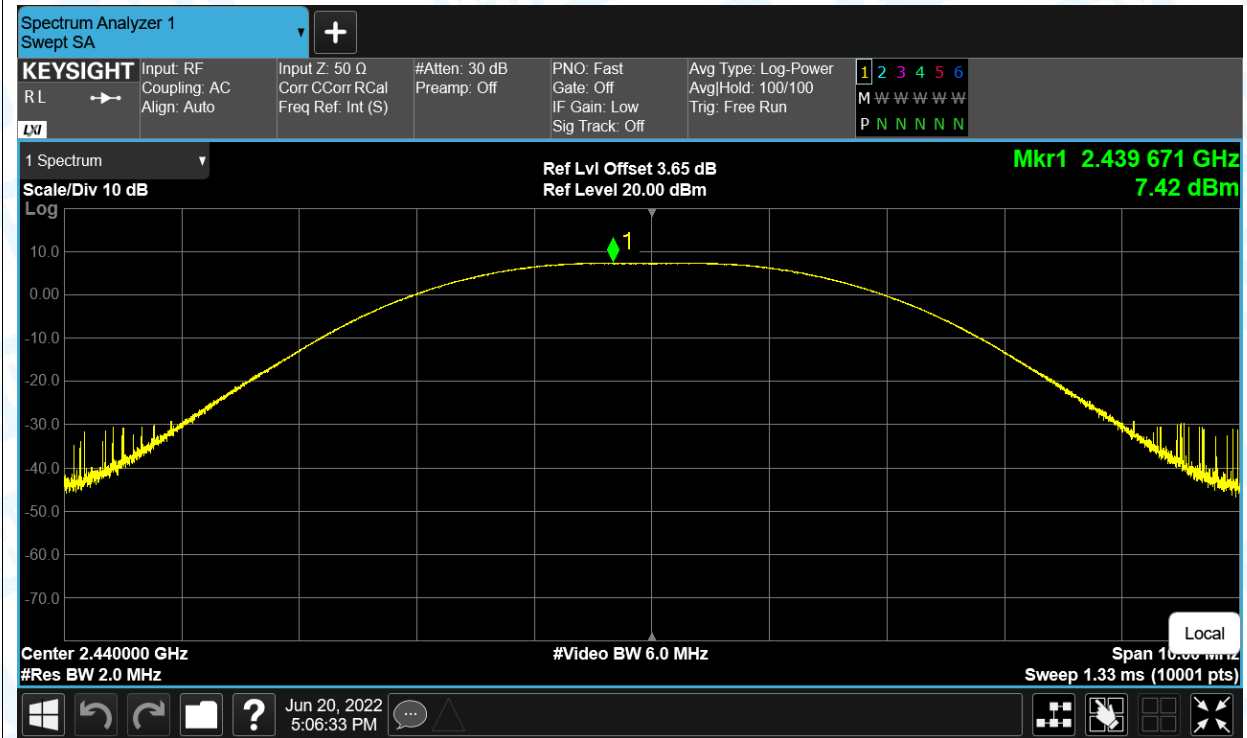 Spectrum Analyzer 1
Swept SA
KEYSIGHT
R L
LXI
Input: RF
Coupling: AC
Align: Auto
Input Z: 50 Ω
Corr CCorr RCal
Freq Ref: Int (S)
#Atten: 30 dB
Preamp: Off
PNO: Fast
Gate: Off
IF Gain: Low
Sig Track: Off
Avg Type: Log-Power
Avg|Hold: 100/100
Trig: Free Run
1 2 3 4 5 6
M W W W W W W
P N N N N N N
1 Spectrum
Scale/Div 10 dB
Ref Lvl Offset 3.65 dB
Ref Level 20.00 dBm
Mkr1 2.439 671 GHz
7.42 dBm
Log
1
10.0
0.00
-10.0
-20.0
-30.0
-40.0
-50.0
-60.0
-70.0
Local
Center 2.440000 GHz
#Video BW 6.0 MHz
Span 10.00 MHz
#Res BW 2.0 MHz
Sweep 1.33 ms (10001 pts)
?
Jun 20, 2022
5:06:33 PM